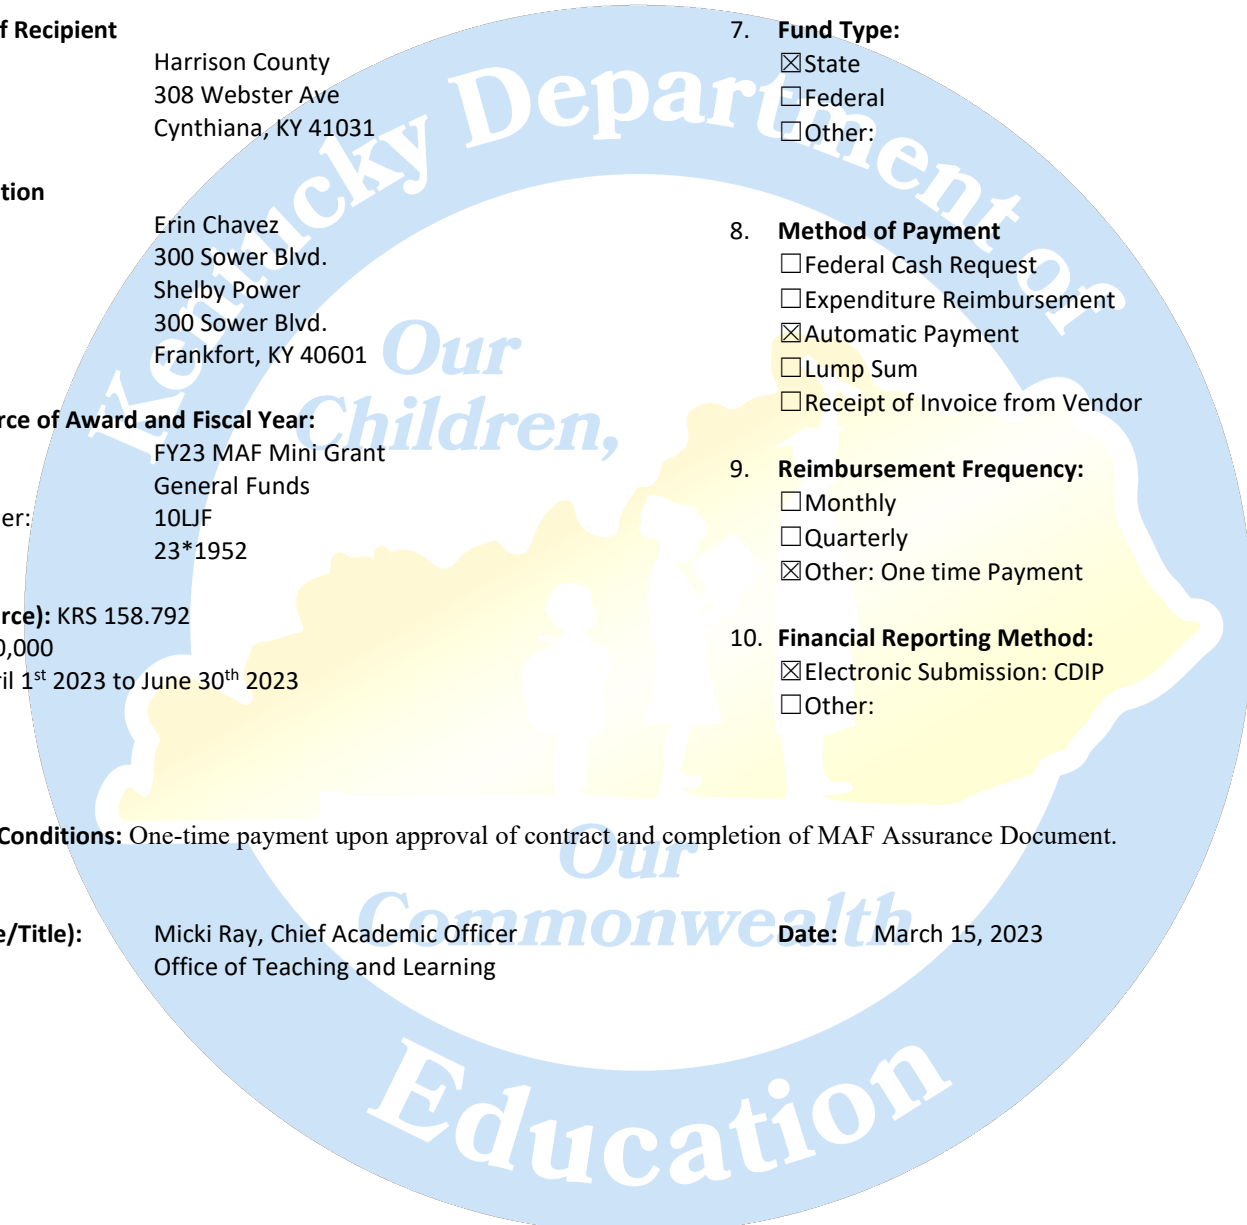 f Recipient
Harrison County
308 Webster Ave
Cynthiana, KY 41031
tion
Erin Chavez
300 Sower Blvd.
Shelby Power
300 Sower Blvd.
Frankfort, KY 40601
rce of Award and Fiscal Year:
FY23 MAF Mini Grant
General Funds
er: 10LJF
23*1952
rce): KRS 158.792
0,000
ril 1st 2023 to June 30th 2023
7. Fund Type:
☒State
☐Federal
☐Other:
8. Method of Payment
☐Federal Cash Request
☐Expenditure Reimbursement
☒Automatic Payment
☐Lump Sum
☐Receipt of Invoice from Vendor
9. Reimbursement Frequency:
☐Monthly
☐Quarterly
☒Other: One time Payment
10. Financial Reporting Method:
☒Electronic Submission: CDIP
☐Other:
Conditions: One-time payment upon approval of contract and completion of MAF Assurance Document.
e/Title): Micki Ray, Chief Academic Officer Date: March 15, 2023
Office of Teaching and Learning
Kentucky Department of
Education
Our
Children,
Our
Commonwealth